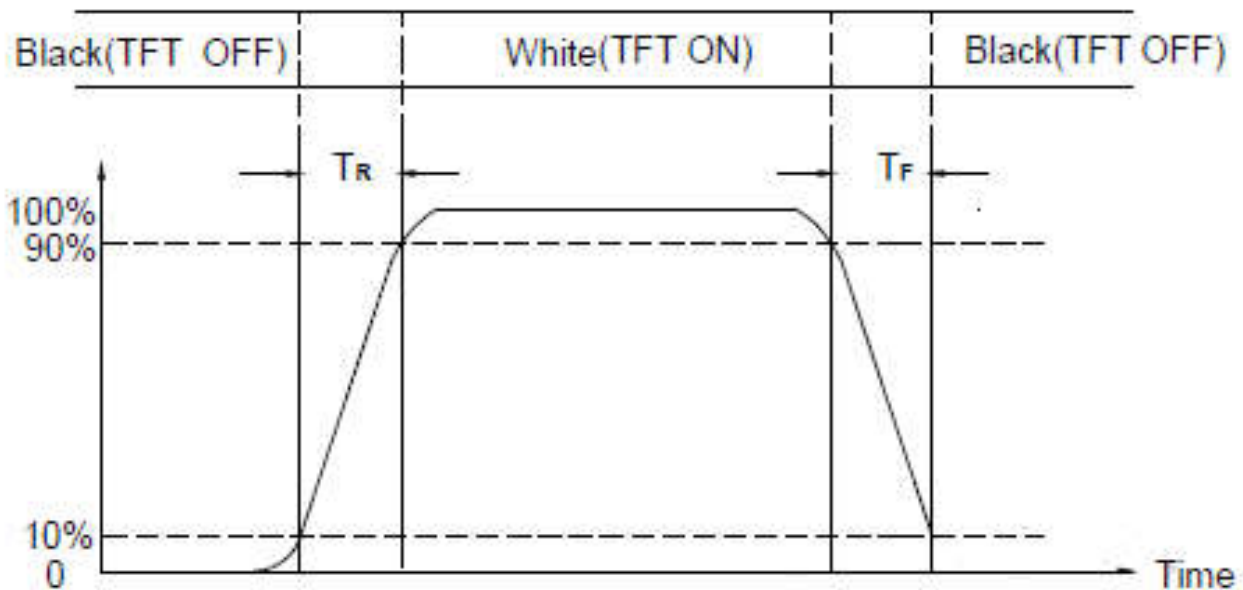 Black(TFT OFF) White(TFT ON) Black(TFT OFF)
TR TF
100%
90%
10%
0
Time